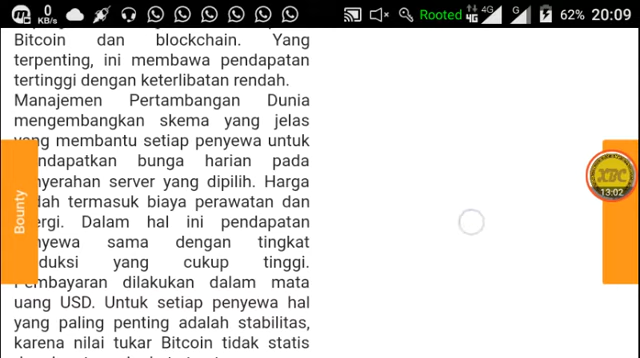 0
KB/s
Rooted
4G
4G
G
62%
20:09
Bitcoin dan blockchain. Yang
terpenting, ini membawa pendapatan
tertinggi dengan keterlibatan rendah.
Manajemen Pertambangan Dunia
mengembangkan skema yang jelas
yang membantu setiap penyewa untuk
ndapatkan bunga harian pada
nyerahan server yang dipilih. Harga
dah termasuk biaya perawatan dan
ergi. Dalam hal ini pendapatan
nyewa sama dengan tingkat
duksi yang cukup tinggi.
Pembayaran dilakukan dalam mata
uang USD. Untuk setiap penyewa hal
yang paling penting adalah stabilitas,
karena nilai tukar Bitcoin tidak statis
Bounty
XBC
13:02